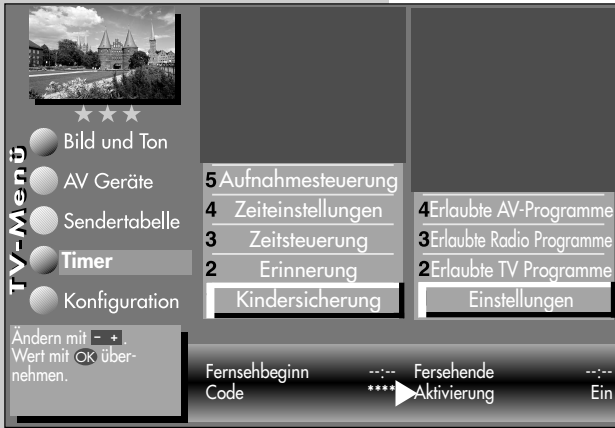 TV-Menü
Bild und Ton
AV Geräte
Sendertabelle
Timer
Konfiguration
5 Aufnahmesteuerung
4 Zeiteinstellungen
3 Zeitsteuerung
2 Erinnerung
Kindersicherung
4 Erlaubte AV-Programme
3 Erlaubte Radio Programme
2 Erlaubte TV Programme
Einstellungen
Ändern mit - + .
Wert mit OK über-
nehmen.
Fernsehbeginn --:-- Fersehende --:--
Code **** Aktivierung Ein